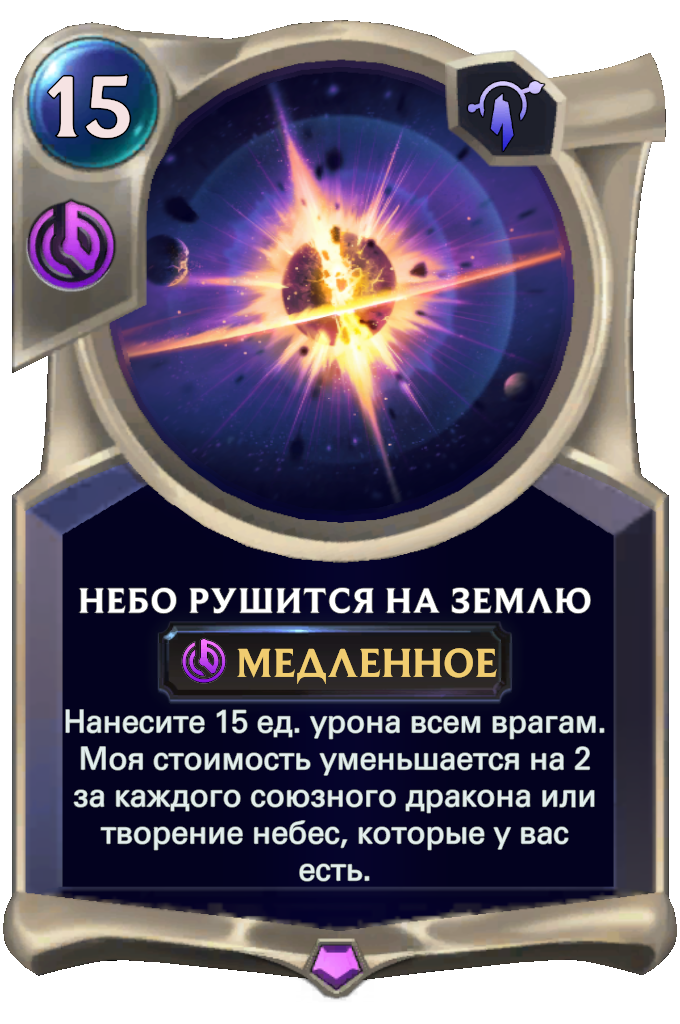 15
НЕБО РУШИТСЯ НА ЗЕМЛЮ
МЕДЛЕННОЕ
Нанесите 15 ед. урона всем врагам.
Моя стоимость уменьшается на 2
за каждого союзного дракона или
творение небес, которые у вас
есть.